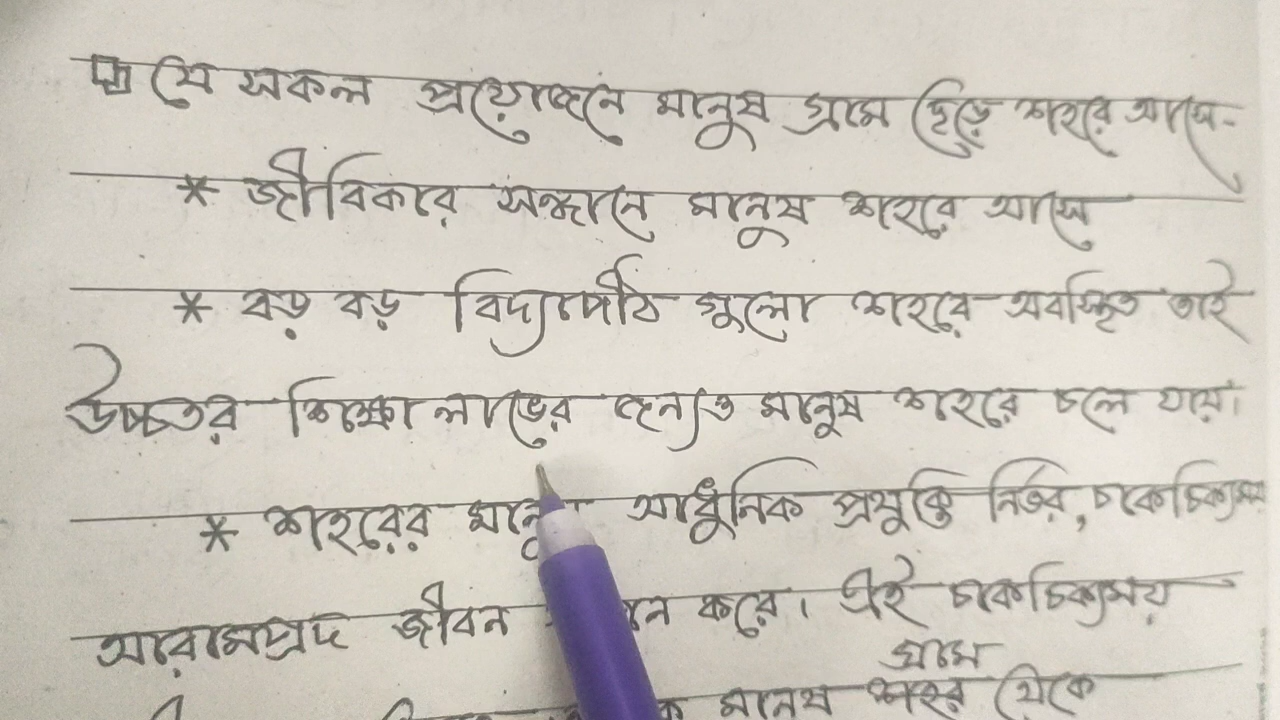 যে সকল প্রয়োজনে মানুষ গ্রাম ছেড়ে শহরে আসে-
* জীবিকার সন্ধানে মানুষ শহরে আসে
* বড় বড় বিদ্যাপীঠ গুলো শহরে অবস্থিত তাই
উচ্চতর শিক্ষা লাভের জন্যও মানুষ শহরে চলে যায়।
* শহরের আধুনিক প্রযুক্তি নির্ভর, চাকচিক্যময়
আরামপ্রদ জীবন করে। এই চাকচিক্যময়
গ্রাম
মানুষ শহর থেকে